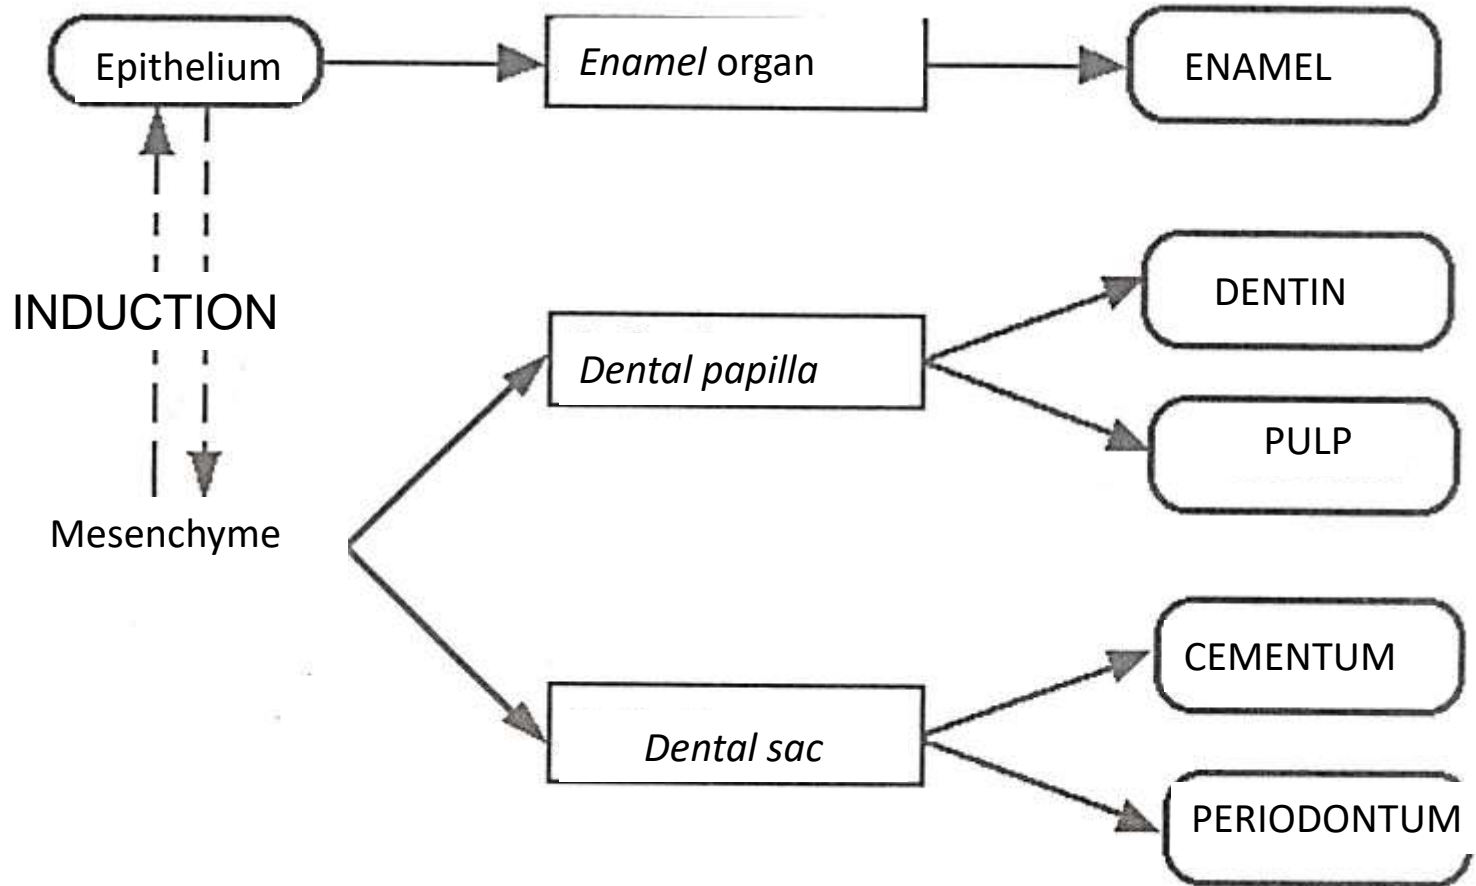 Epithelium
Enamel organ
ENAMEL
INDUCTION
DENTIN
Dental papilla
PULP
Mesenchyme
CEMENTUM
Dental sac
PERIODONTUM